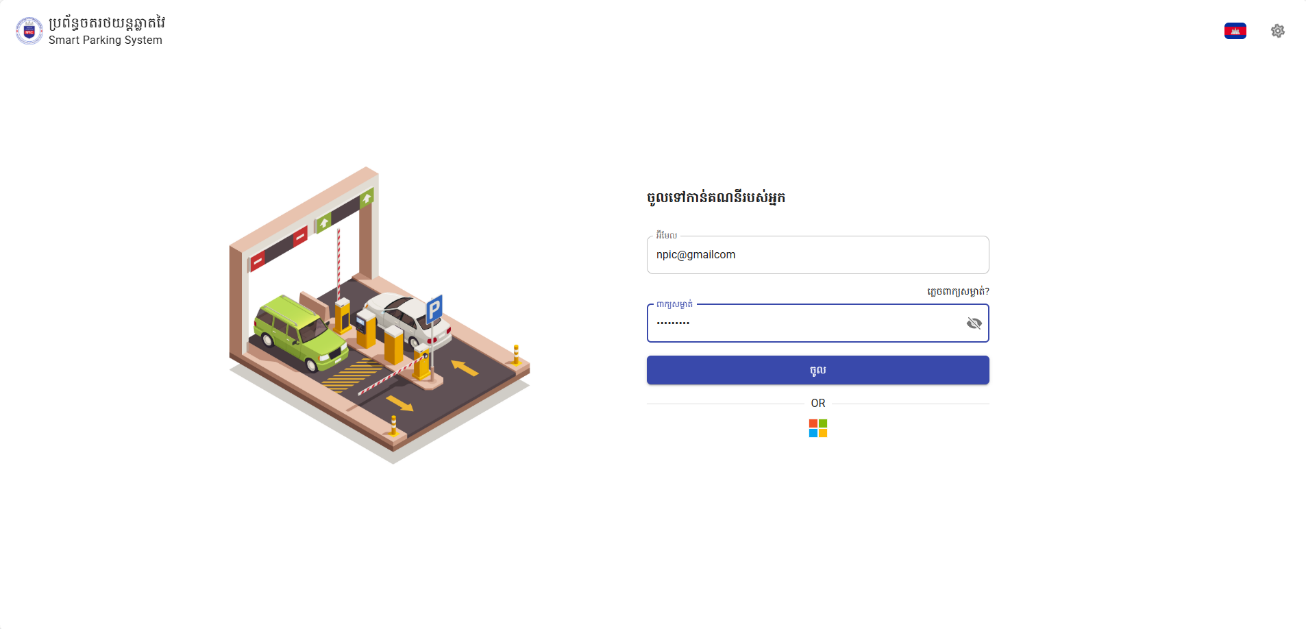 ប្រព័ន្ធចតរថយន្តឆ្លាតវៃ
Smart Parking System
ចូលទៅកាន់គណនីរបស់អ្នក
អ៊ីមែល
npic@gmailcom
ភ្លេចពាក្យសម្ងាត់?
ពាក្យសម្ងាត់
•••••••••
ចូល
OR
P